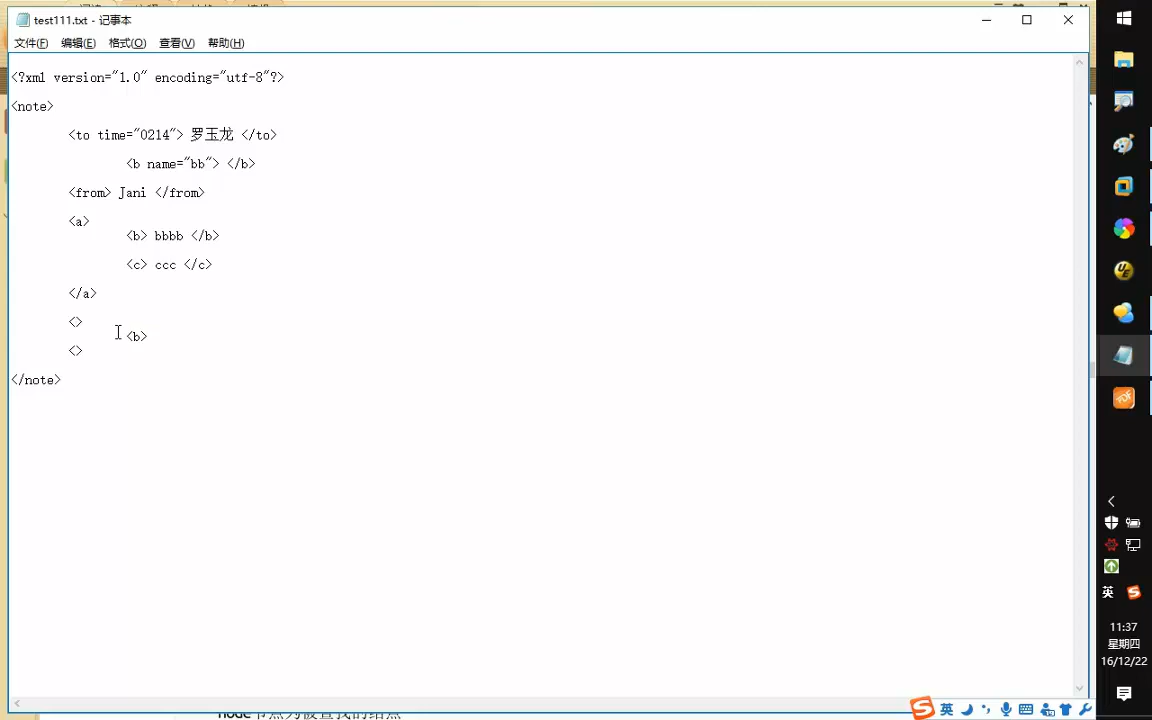 test111.txt - 记事本
文件(F) 编辑(E) 格式(O) 查看(V) 帮助(H)
<?xml version="1.0" encoding="utf-8"?>
<note>
<to time="0214"> 罗玉龙 </to>
<b name="bb"> </b>
<from> Jani </from>
<a>
<b> bbbb </b>
<c> ccc </c>
</a>
<>
<b>
<>
</note>
英
11:37
星期四
16/12/22
英